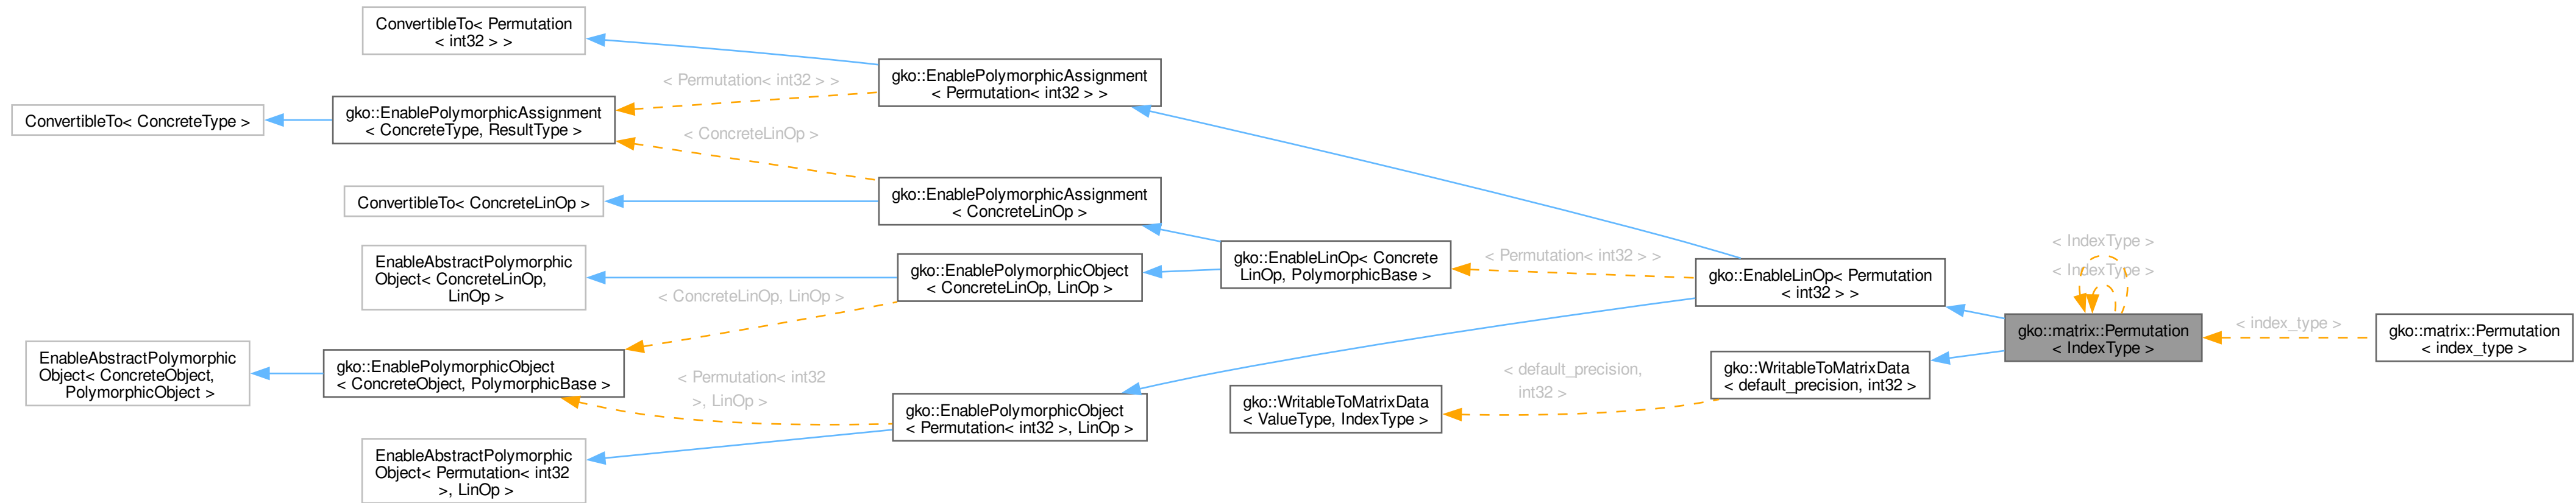 ConvertibleTo< Permutation
< int32 > >
ConvertibleTo< ConcreteType >
gko::EnablePolymorphicAssignment
< ConcreteType, ResultType >
< Permutation< int32 > >
< ConcreteLinOp >
gko::EnablePolymorphicAssignment
< Permutation< int32 > >
ConvertibleTo< ConcreteLinOp >
gko::EnablePolymorphicAssignment
< ConcreteLinOp >
EnableAbstractPolymorphic
Object< ConcreteLinOp,
LinOp >
gko::EnablePolymorphicObject
< ConcreteLinOp, LinOp >
< ConcreteLinOp, LinOp >
gko::EnableLinOp< Concrete
LinOp, PolymorphicBase >
< Permutation< int32 > >
gko::EnableLinOp< Permutation
< int32 > >
< IndexType >
< IndexType >
gko::matrix::Permutation
< IndexType >
< index_type >
gko::matrix::Permutation
< index_type >
EnableAbstractPolymorphic
Object< ConcreteObject,
PolymorphicObject >
gko::EnablePolymorphicObject
< ConcreteObject, PolymorphicBase >
< Permutation< int32
>, LinOp >
gko::EnablePolymorphicObject
< Permutation< int32 >, LinOp >
gko::WritableToMatrixData
< ValueType, IndexType >
< default_precision,
int32 >
gko::WritableToMatrixData
< default_precision, int32 >
EnableAbstractPolymorphic
Object< Permutation< int32
>, LinOp >